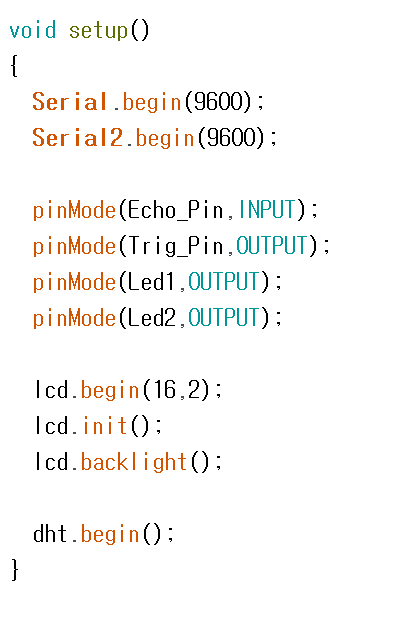 void setup()
{
  Serial.begin(9600);
  Serial2.begin(9600);

  pinMode(Echo_Pin,INPUT);
  pinMode(Trig_Pin,OUTPUT);
  pinMode(Led1,OUTPUT);
  pinMode(Led2,OUTPUT);

  lcd.begin(16,2);
  lcd.init();
  lcd.backlight();

  dht.begin();
}